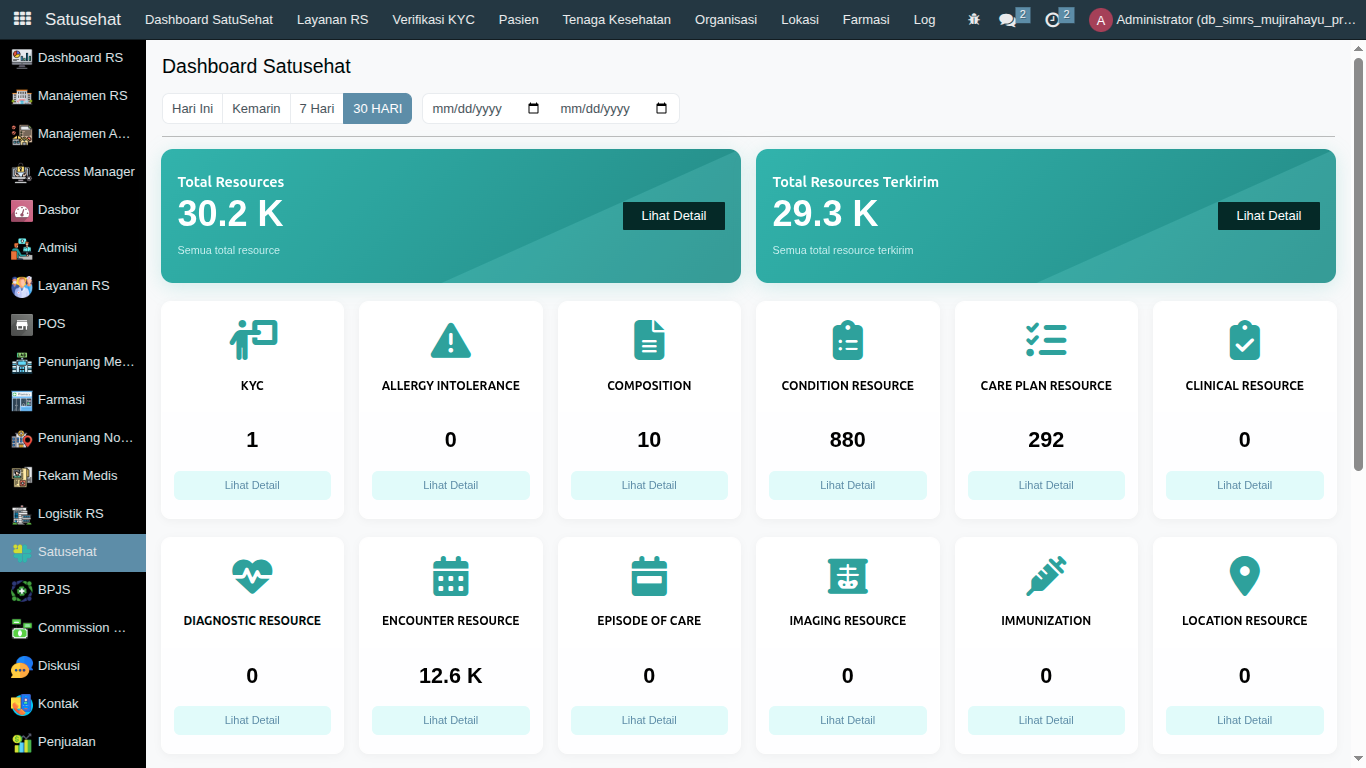 Satusehat
Dashboard SatuSehat
Layanan RS
Verifikasi KYC
Pasien
Tenaga Kesehatan
Organisasi
Lokasi
Farmasi
Log
2
2
A
Administrator (db_simrs_mujirahayu_pr…
Dashboard RS
Manajemen RS
Manajemen A…
Access Manager
Dasbor
Admisi
Layanan RS
POS
Penunjang Me…
Farmasi
Penunjang No…
Rekam Medis
Logistik RS
Satusehat
BPJS
Commission …
Diskusi
Kontak
Penjualan
Dashboard Satusehat
Hari Ini
Kemarin
7 Hari
30 HARI
mm/dd/yyyy
mm/dd/yyyy
Total Resources
30.2 K
Semua total resource
Lihat Detail
Total Resources Terkirim
29.3 K
Semua total resource terkirim
Lihat Detail
KYC
1
Lihat Detail
ALLERGY INTOLERANCE
0
Lihat Detail
COMPOSITION
10
Lihat Detail
CONDITION RESOURCE
880
Lihat Detail
CARE PLAN RESOURCE
292
Lihat Detail
CLINICAL RESOURCE
0
Lihat Detail
DIAGNOSTIC RESOURCE
0
Lihat Detail
ENCOUNTER RESOURCE
12.6 K
Lihat Detail
EPISODE OF CARE
0
Lihat Detail
IMAGING RESOURCE
0
Lihat Detail
IMMUNIZATION
0
Lihat Detail
LOCATION RESOURCE
0
Lihat Detail